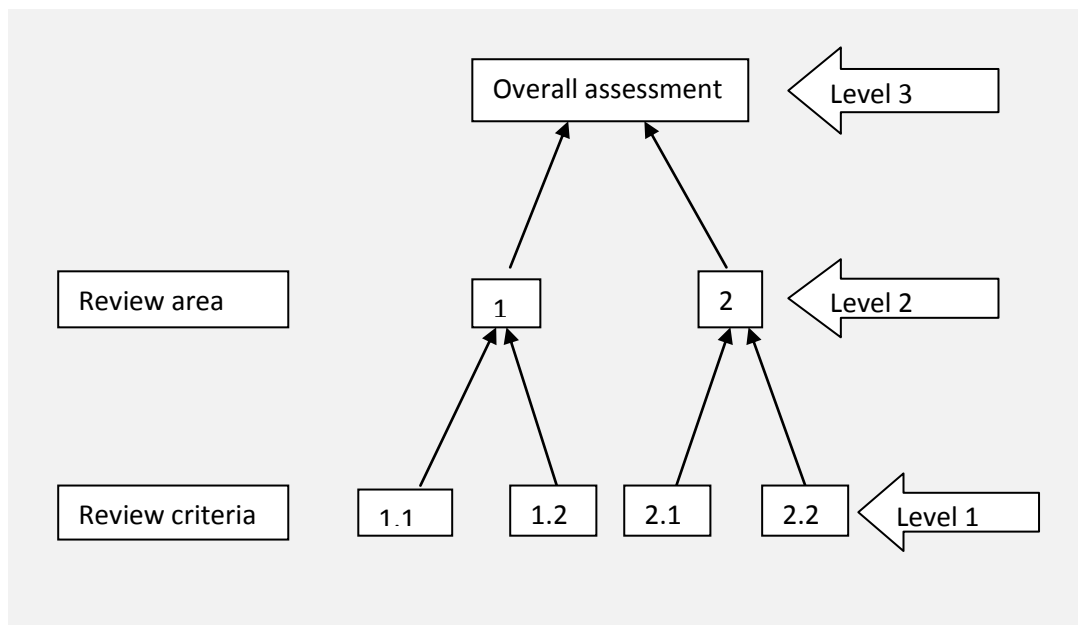 Overall assessment
Level 3
Review area
1
2
Level 2
Review criteria
1.1
1.2
2.1
2.2
Level 1